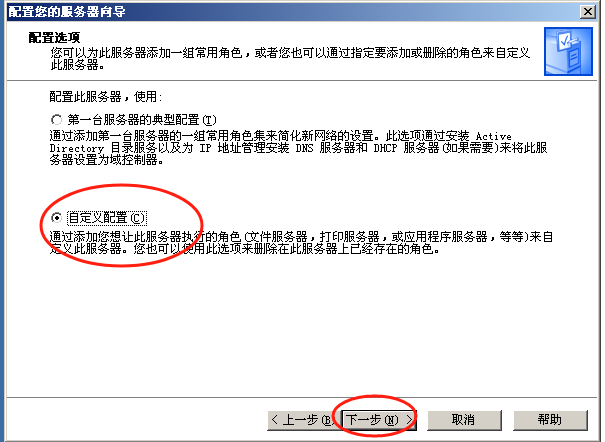 配置您的服务器向导
配置选项
您可以为此服务器添加一组常用角色，或者您也可以通过指定要添加或删除的角色来自定义
此服务器。
配置此服务器，使用:
第一台服务器的典型配置(T)
通过添加第一台服务器的一组常用角色集来简化新网络的设置。此选项通过安装 Active
Directory 目录服务以及为 IP 地址管理安装 DNS 服务器和 DHCP 服务器(如果需要)来将此服
务器设置为域控制器。
自定义配置(C)
通过添加您想让此服务器执行的角色(文件服务器，打印服务器，或应用程序服务器，等等)来自
定义此服务器。您也可以使用此选项来删除在此服务器上已经存在的角色。
< 上一步(B) 下一步(N) > 取消 帮助